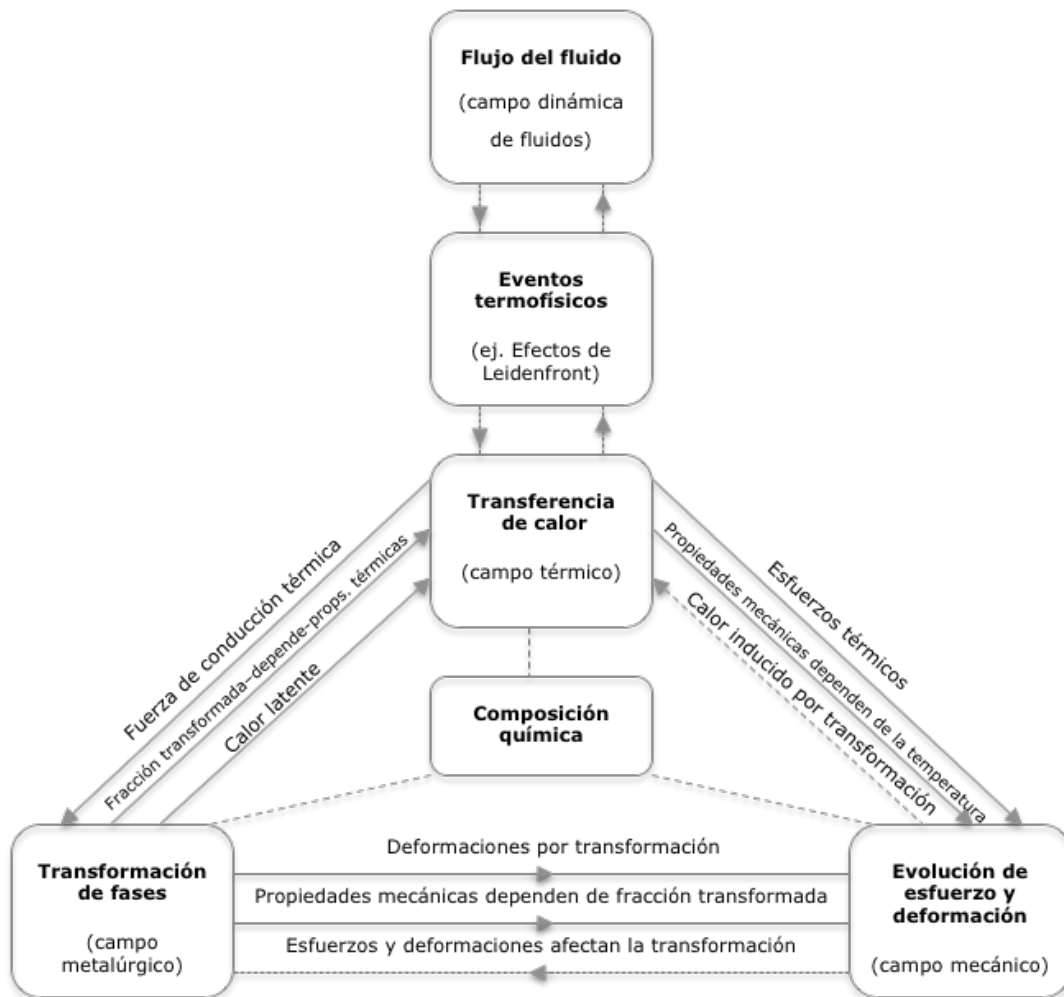 Flujo del fluido
(campo dinámica
de fluidos)
Eventos
termofísicos
(ej. Efectos de
Leidenfront)
Transferencia
de calor
(campo térmico)
Fuerza de conducción térmica
Fracción transformada-depende-props. térmicas
Calor latente
Esfuerzos térmicos
Propiedades mecánicas dependen de la temperatura
Calor inducido por transformación
Composición
química
Transformación
de fases
(campo
metalúrgico)
Deformaciones por transformación
Propiedades mecánicas dependen de fracción transformada
Esfuerzos y deformaciones afectan la transformación
Evolución de
esfuerzo y
deformación
(campo mecánico)